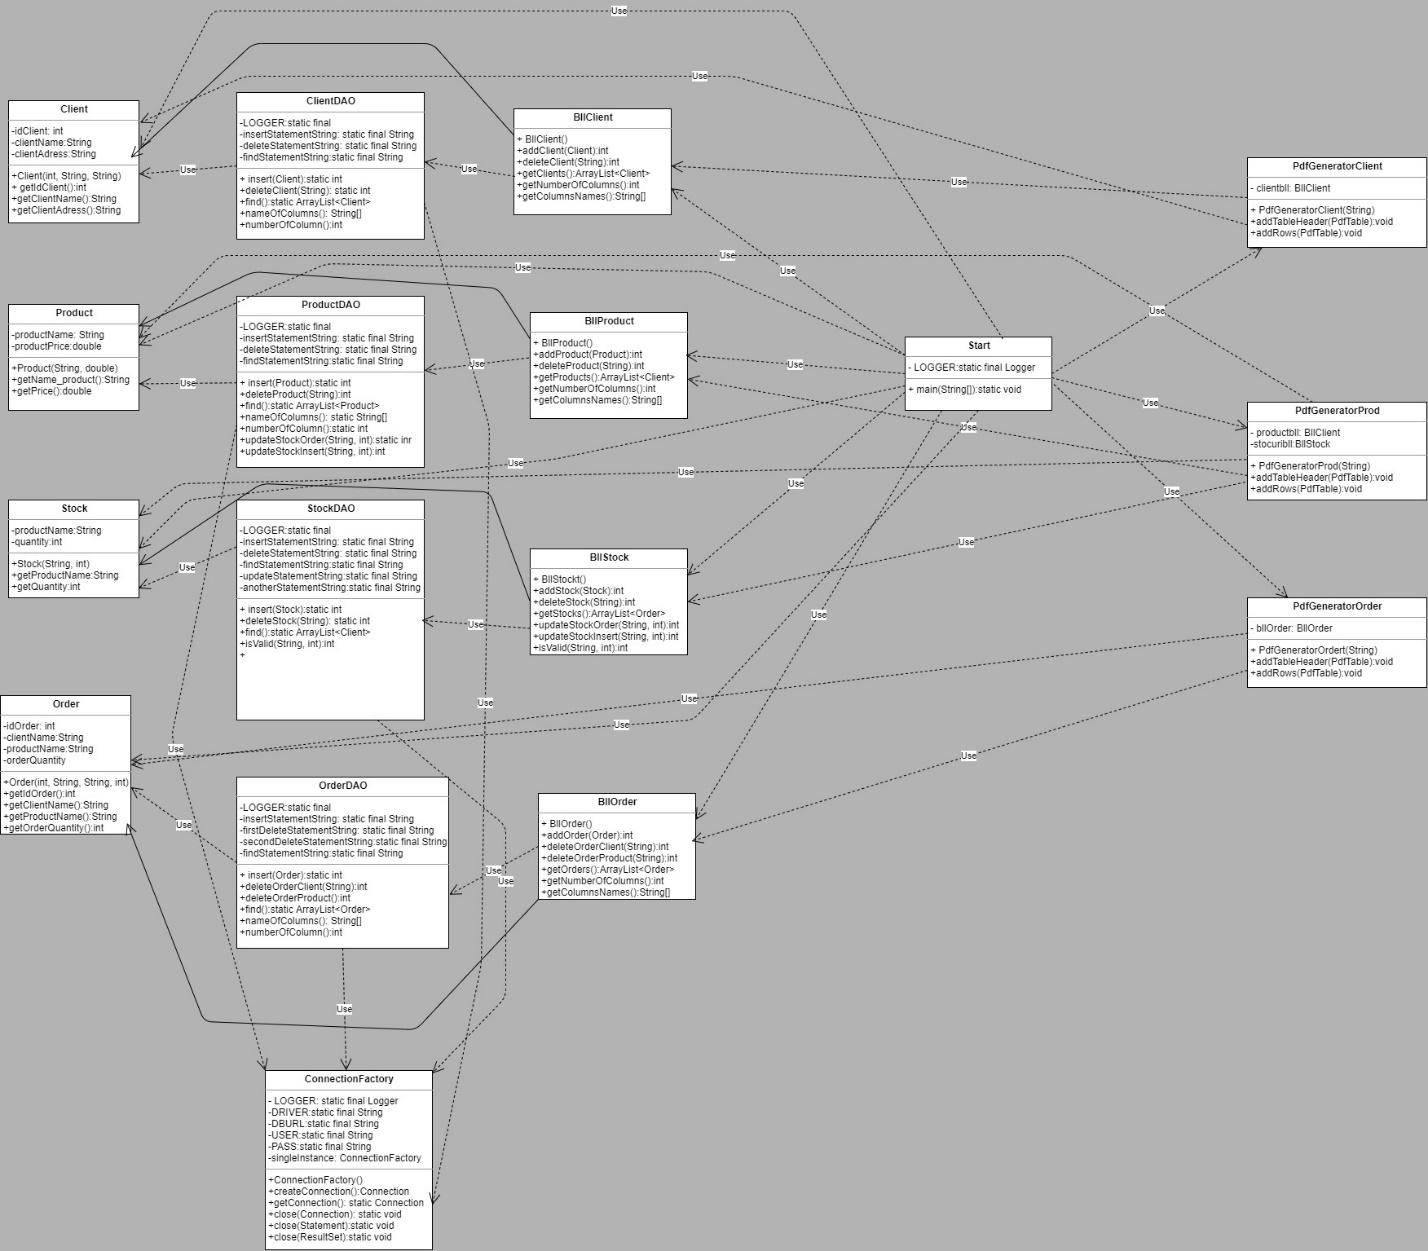 Use
Use
Client
-idClient: int
-clientName:String
-clientAdress:String
+Client(int, String, String)
+ getIdClient():int
+getClientName():String
+getClientAdress():String
Use
ClientDAO
-LOGGER:static final
-insertStatementString: static final String
-deleteStatementString: static final String
-findStatementString:static final String
+ insert(Client):static int
+deleteClient(String): static int
+find():static ArrayList<Client>
+nameOfColumns(): String[]
+numberOfColumn():int
Use
BllClient
+ BllClient()
+addClient(Client):int
+deleteClient(String):int
+getClients():ArrayList<Client>
+getNumberOfColumns():int
+getColumnsNames():String[]
Use
PdfGeneratorClient
- clientbll: BllClient
+ PdfGeneratorClient(String)
+addTableHeader(PdfTable):void
+addRows(PdfTable):void
Use
Use
Use
Use
Product
-productName: String
-productPrice:double
+Product(String, double)
+getName_product():String
+getPrice():double
Use
ProductDAO
-LOGGER:static final
-insertStatementString: static final String
-deleteStatementString: static final String
-findStatementString:static final String
+ insert(Product):static int
+deleteProduct(String):int
+find():static ArrayList<Product>
+nameOfColumns(): static String[]
+numberOfColumn():static int
+updateStockOrder(String, int):static inr
+updateStockInsert(String, int):int
Use
BllProduct
+ BllProduct()
+addProduct(Product):int
+deleteProduct(String):int
+getProducts():ArrayList<Client>
+getNumberOfColumns():int
+getColumnsNames():String[]
Use
Start
- LOGGER:static final Logger
+ main(String[]):static void
Use
Use
PdfGeneratorProd
- productbll: BllClient
-stocuribll:BllStock
+ PdfGeneratorProd(String)
+addTableHeader(PdfTable):void
+addRows(PdfTable):void
Use
Use
Use
Use
Stock
-productName:String
-quantity:int
+Stock(String, int)
+getProductName:String
+getQuantity:int
Use
StockDAO
-LOGGER:static final
-insertStatementString: static final String
-deleteStatementString: static final String
-findStatementString:static final String
-updateStatementString:static final String
-anotherStatementString:static final String
+ insert(Stock):static int
+deleteStock(String): static int
+find():static ArrayList<Client>
+isValid(String, int):int
+
Use
BllStock
+ BllStockt()
+addStock(Stock):int
+deleteStock(String):int
+getStocks():ArrayList<Order>
+updateStockOrder(String, int):int
+updateStockInsert(String, int):int
+isValid(String, int):int
Use
Use
PdfGeneratorOrder
- bllOrder: BllOrder
+ PdfGeneratorOrdert(String)
+addTableHeader(PdfTable):void
+addRows(PdfTable):void
Use
Use
Use
Use
Use
Order
-idOrder: int
-clientName:String
-productName:String
-orderQuantity
+Order(int, String, String, int)
+getIdOrder():int
+getClientName():String
+getProductName():String
+getOrderQuantity():int
Use
OrderDAO
-LOGGER:static final
-insertStatementString: static final String
-firstDeleteStatementString: static final String
-secondDeleteStatementString:static final String
-findStatementString:static final String
+ insert(Order):static int
+deleteOrderClient(String):int
+deleteOrderProduct():int
+find():static ArrayList<Order>
+nameOfColumns(): String[]
+numberOfColumn():int
Use
Use
BllOrder
+ BllOrder()
+addOrder(Order):int
+deleteOrderClient(String):int
+deleteOrderProduct(String):int
+getOrders():ArrayList<Order>
+getNumberOfColumns():int
+getColumnsNames():String[]
Use
ConnectionFactory
- LOGGER: static final Logger
-DRIVER:static final String
-DBURL:static final String
-USER:static final String
-PASS:static final String
-singleInstance: ConnectionFactory
+ConnectionFactory()
+createConnection():Connection
+getConnection(): static Connection
+close(Connection): static void
+close(Statement):static void
+close(ResultSet):static void